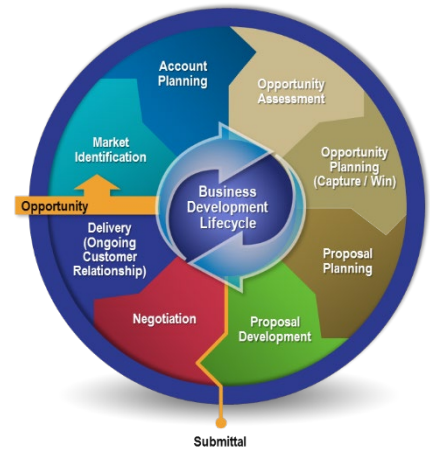 Account
Planning
Opportunity
Assessment
Market
Identification
Opportunity
Planning
(Capture / Win)
Business
Development
Lifecycle
Opportunity
Delivery
(Ongoing
Customer
Relationship)
Proposal
Planning
Negotiation
Proposal
Development
Submittal